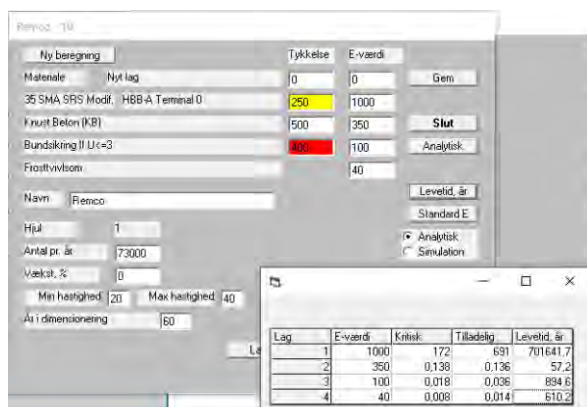 Remco 10
Ny beregning Tykkelse E-værdi
Materiale Nyt lag 0 0 Gem
35 SMA SRS Modif, HBB-A Terminal 0 250 1000
Knust Beton (KB) 500 350 Slut
Bundsikring II U<=3 400 100 Analytisk
Frosttvivlsom 40
Levetid, år
Navn Remco
Standard E
Hjul 1
Analytisk
Antal pr. år 73000
Simulation
Vækst, % 0
Min hastighed 20 Max hastighed 40
År i dimensionering 60
Lag E-værdi Kritisk Tilladelig Levetid, år
1 1000 172 691 701641,7
2 350 0,138 0,136 57,2
3 100 0,018 0,036 894,6
4 40 0,008 0,014 610,2